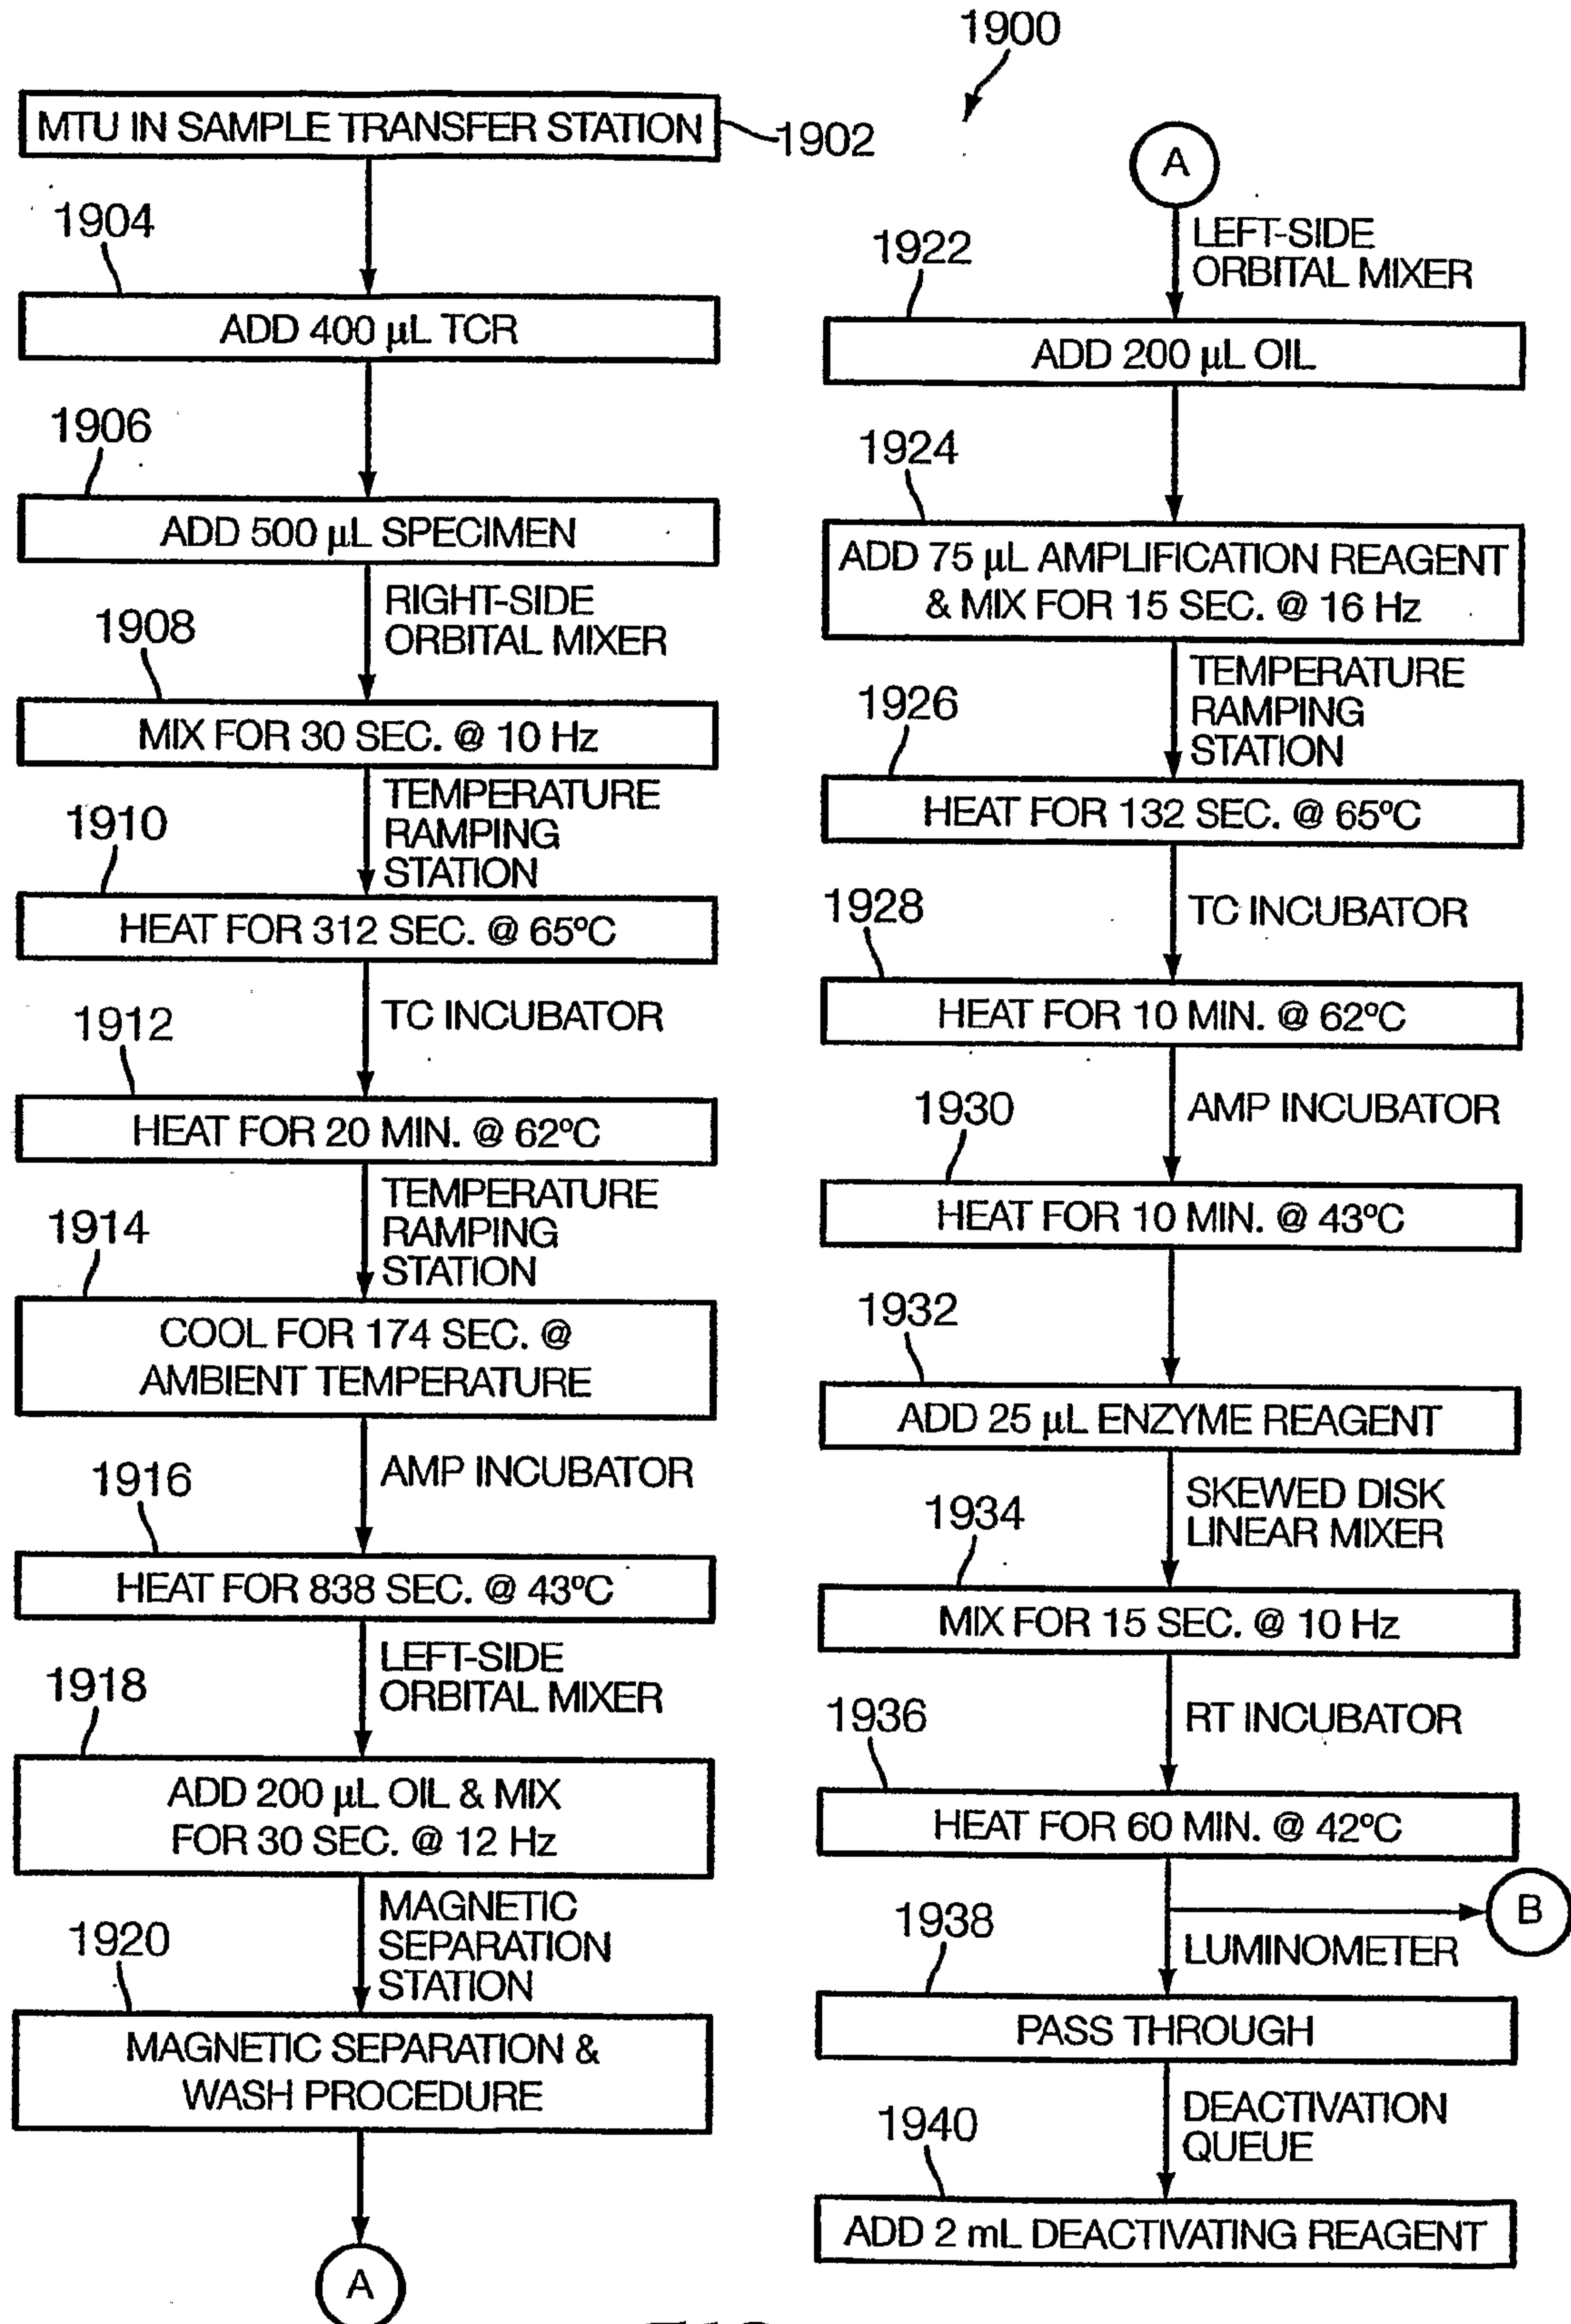 1900
MTU IN SAMPLE TRANSFER STATION
1902
1904
ADD 400 µL TCR
1906
ADD 500 µL SPECIMEN
RIGHT-SIDE
ORBITAL MIXER
1908
MIX FOR 30 SEC. @ 10 Hz
TEMPERATURE
RAMPING
STATION
1910
HEAT FOR 312 SEC. @ 65ºC
TC INCUBATOR
1912
HEAT FOR 20 MIN. @ 62ºC
TEMPERATURE
RAMPING
STATION
1914
COOL FOR 174 SEC. @
AMBIENT TEMPERATURE
AMP INCUBATOR
1916
HEAT FOR 838 SEC. @ 43ºC
LEFT-SIDE
ORBITAL MIXER
1918
ADD 200 µL OIL & MIX
FOR 30 SEC. @ 12 Hz
MAGNETIC
SEPARATION
STATION
1920
MAGNETIC SEPARATION &
WASH PROCEDURE
A
A
LEFT-SIDE
ORBITAL MIXER
1922
ADD 200 µL OIL
1924
ADD 75 µL AMPLIFICATION REAGENT
& MIX FOR 15 SEC. @ 16 Hz
TEMPERATURE
RAMPING
STATION
1926
HEAT FOR 132 SEC. @ 65ºC
TC INCUBATOR
1928
HEAT FOR 10 MIN. @ 62ºC
AMP INCUBATOR
1930
HEAT FOR 10 MIN. @ 43ºC
1932
ADD 25 µL ENZYME REAGENT
SKEWED DISK
LINEAR MIXER
1934
MIX FOR 15 SEC. @ 10 Hz
RT INCUBATOR
1936
HEAT FOR 60 MIN. @ 42ºC
B
LUMINOMETER
1938
PASS THROUGH
DEACTIVATION
QUEUE
1940
ADD 2 mL DEACTIVATING REAGENT